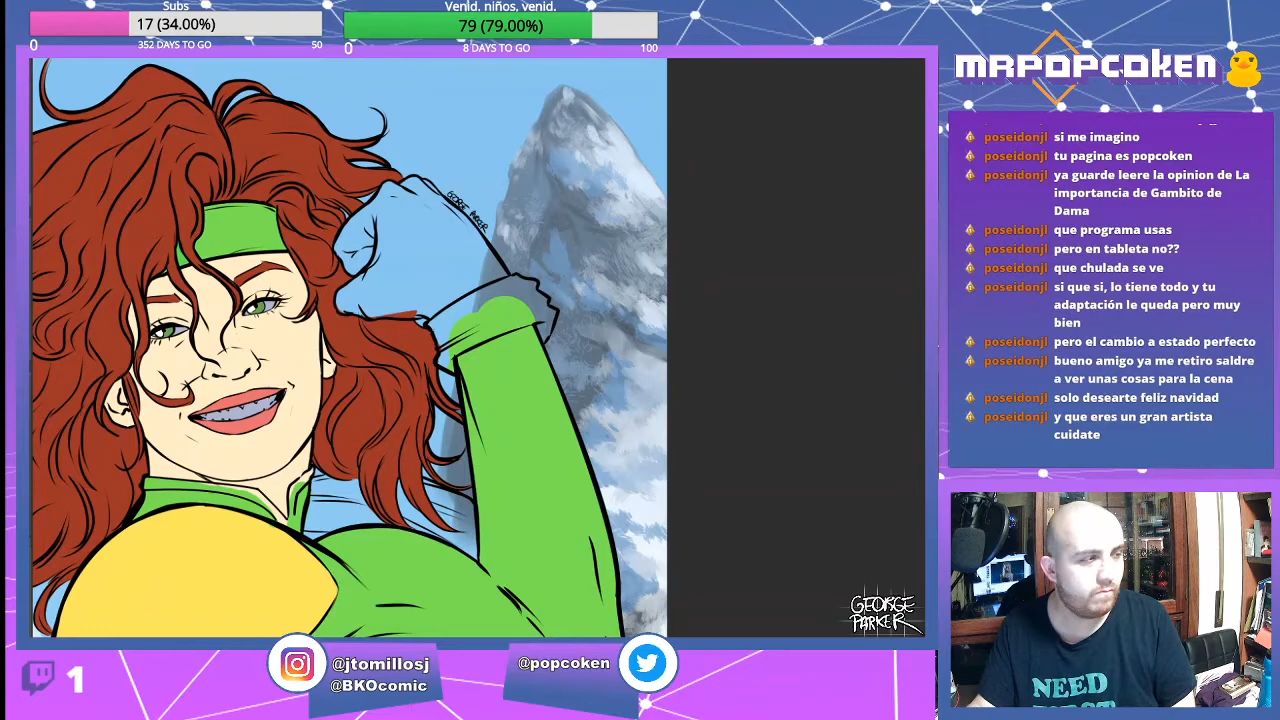 Subs
17 (34.00%)
0
352 DAYS TO GO
50
Venid, niños, venid.
79 (79.00%)
0
8 DAYS TO GO
100
MRPOPCOKEN
poseidonjl si me imagino
poseidonjl tu pagina es popcoken
poseidonjl ya guarde leere la opinion de La
importancia de Gambito de
Dama
poseidonjl que programa usas
poseidonjl pero en tableta no??
poseidonjl que chulada se ve
poseidonjl si que si, lo tiene todo y tu
adaptación le queda pero muy
bien
poseidonjl pero el cambio a estado perfecto
poseidonjl bueno amigo ya me retiro saldre
a ver unas cosas para la cena
poseidonjl solo desearte feliz navidad
poseidonjl y que eres un gran artista
cuidate
GEORGE PARKER
GEORGE
PARKER
1
@jtomillosj
@BKOcomic
@popcoken
NEED